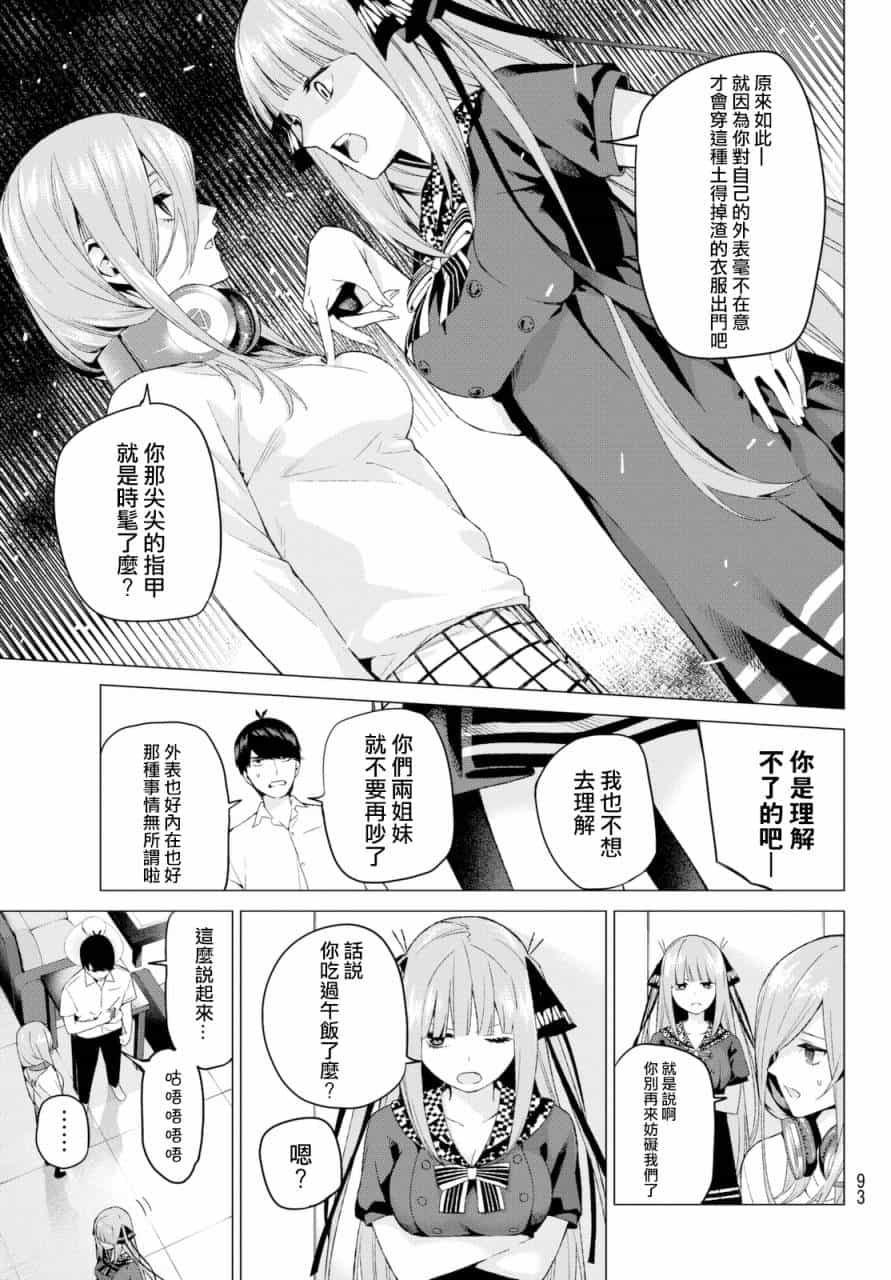 原來如此—
就因為你對自己的外表毫不在意
才會穿這種土得掉渣的衣服出門吧
你那尖尖的指甲
就是時髦了麼？
你是理解
不了的吧—
我也不想
去理解
你們兩姐妹
就不要再吵了
外表也好內在也好
那種事情無所謂啦
就是說啊
你別再來妨礙我們了
話說
你吃過午飯了麼？
嗯？
這麼說起來…
咕唔唔唔唔
……
93